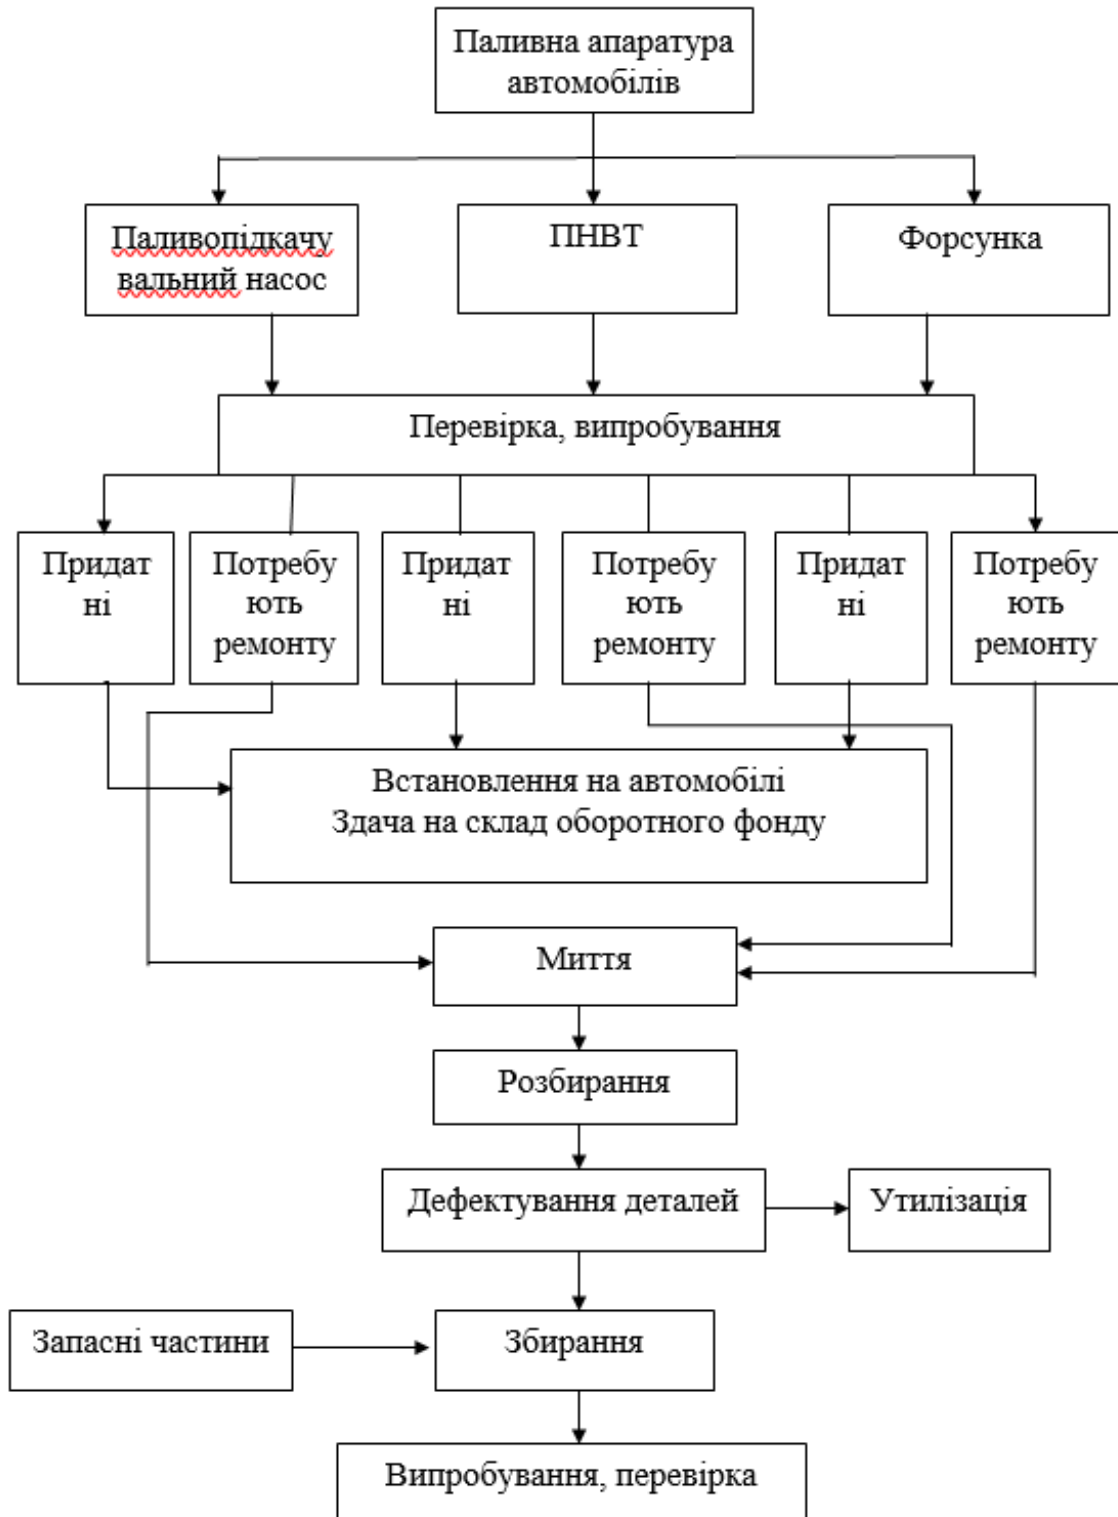 Паливна апаратура
автомобілів
Паливопідкачу
вальний насос
ПНВТ
Форсунка
Перевірка, випробування
Придат
ні
Потребу
ють
ремонту
Придат
ні
Потребу
ють
ремонту
Придат
ні
Потребу
ють
ремонту
Встановлення на автомобілі
Здача на склад оборотного фонду
Миття
Розбирання
Дефектування деталей
Утилізація
Запасні частини
Збирання
Випробування, перевірка